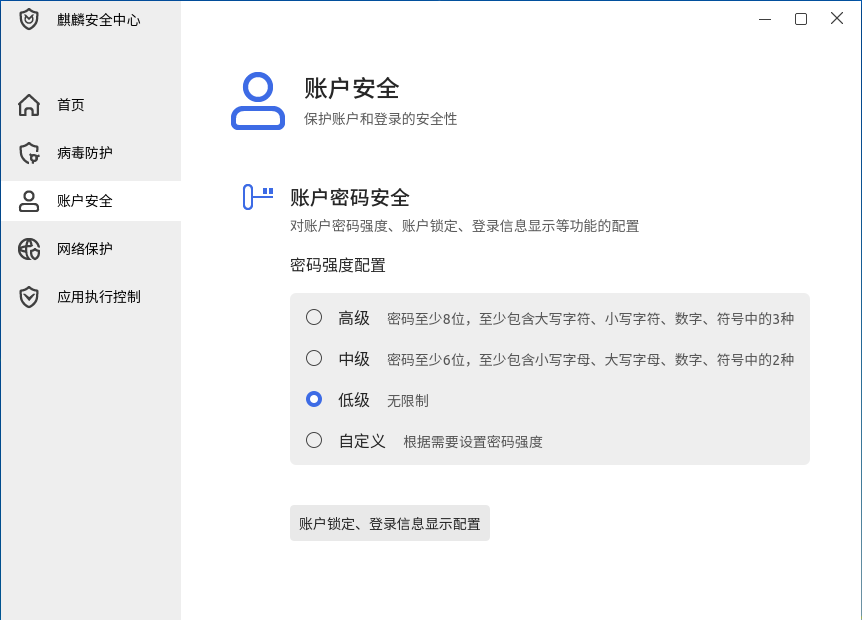 麒麟安全中心
首页
病毒防护
账户安全
网络保护
应用执行控制
账户安全
保护账户和登录的安全性
账户密码安全
对账户密码强度、账户锁定、登录信息显示等功能的配置
密码强度配置
高级 密码至少8位，至少包含大写字符、小写字符、数字、符号中的3种
中级 密码至少6位，至少包含小写字母、大写字母、数字、符号中的2种
低级 无限制
自定义 根据需要设置密码强度
账户锁定、登录信息显示配置